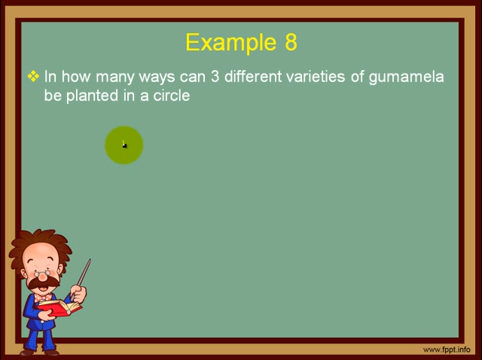 Example 8
❖ In how many ways can 3 different varieties of gumamela
be planted in a circle
www.fppt.info